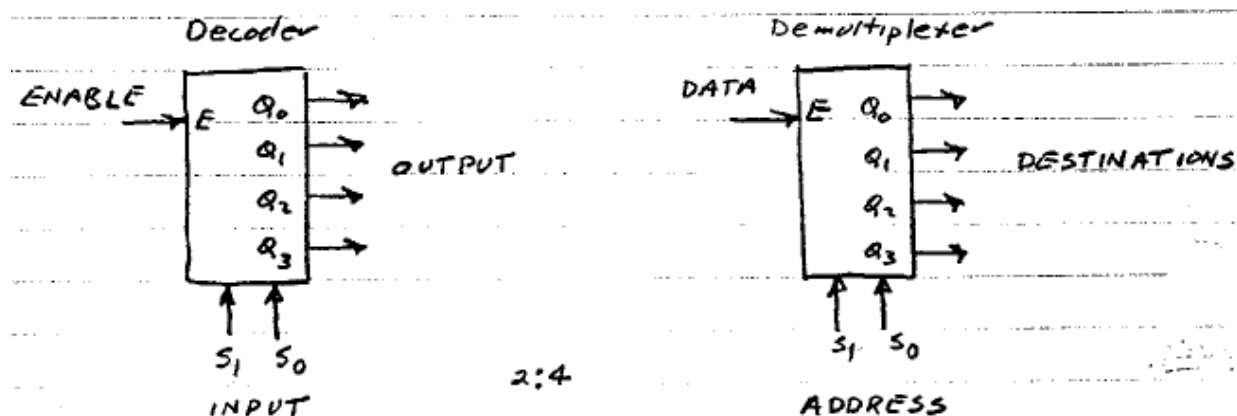 Decoder
ENABLE
E
Q0
Q1
Q2
Q3
OUTPUT
S1 S0
INPUT
2:4
Demultiplexer
DATA
E
Q0
Q1
Q2
Q3
DESTINATIONS
S1 S0
ADDRESS